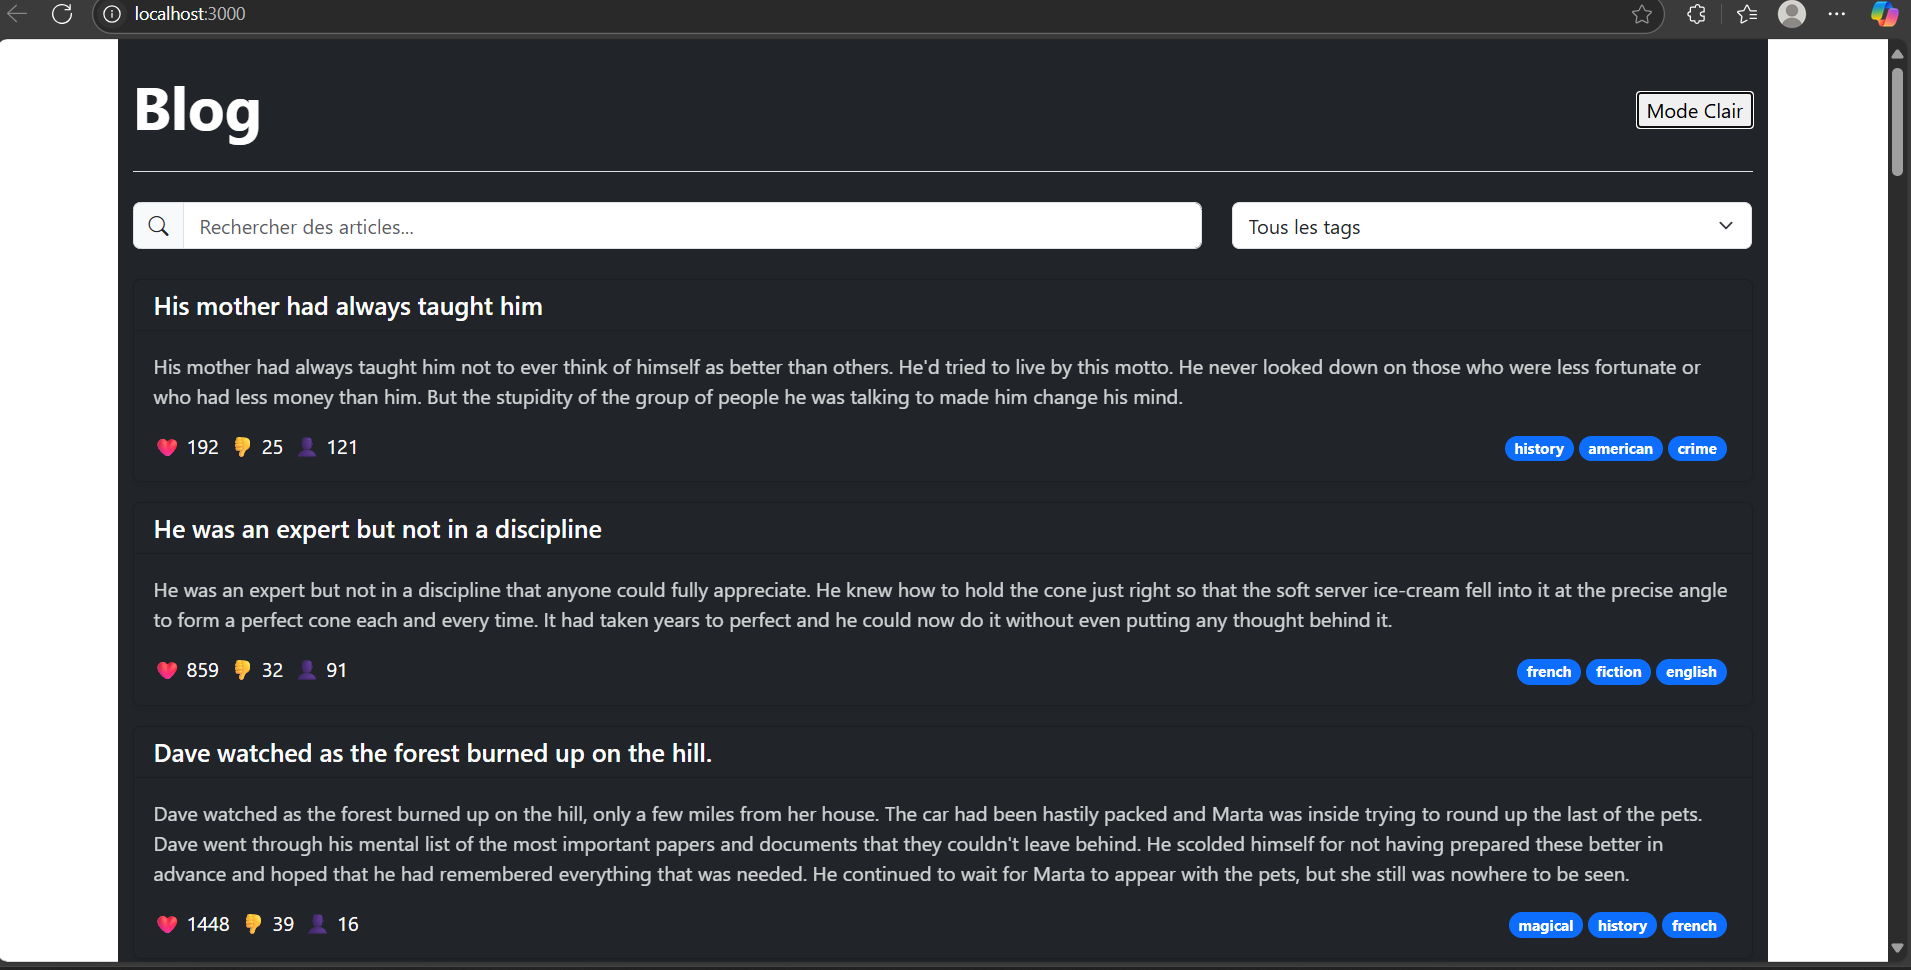 localhost:3000
Blog
Mode Clair
Rechercher des articles...
Tous les tags
His mother had always taught him
His mother had always taught him not to ever think of himself as better than others. He'd tried to live by this motto. He never looked down on those who were less fortunate or
who had less money than him. But the stupidity of the group of people he was talking to made him change his mind.
192 25 121
history american crime
He was an expert but not in a discipline
He was an expert but not in a discipline that anyone could fully appreciate. He knew how to hold the cone just right so that the soft server ice-cream fell into it at the precise angle
to form a perfect cone each and every time. It had taken years to perfect and he could now do it without even putting any thought behind it.
859 32 91
french fiction english
Dave watched as the forest burned up on the hill.
Dave watched as the forest burned up on the hill, only a few miles from her house. The car had been hastily packed and Marta was inside trying to round up the last of the pets.
Dave went through his mental list of the most important papers and documents that they couldn't leave behind. He scolded himself for not having prepared these better in
advance and hoped that he had remembered everything that was needed. He continued to wait for Marta to appear with the pets, but she still was nowhere to be seen.
1448 39 16
magical history french